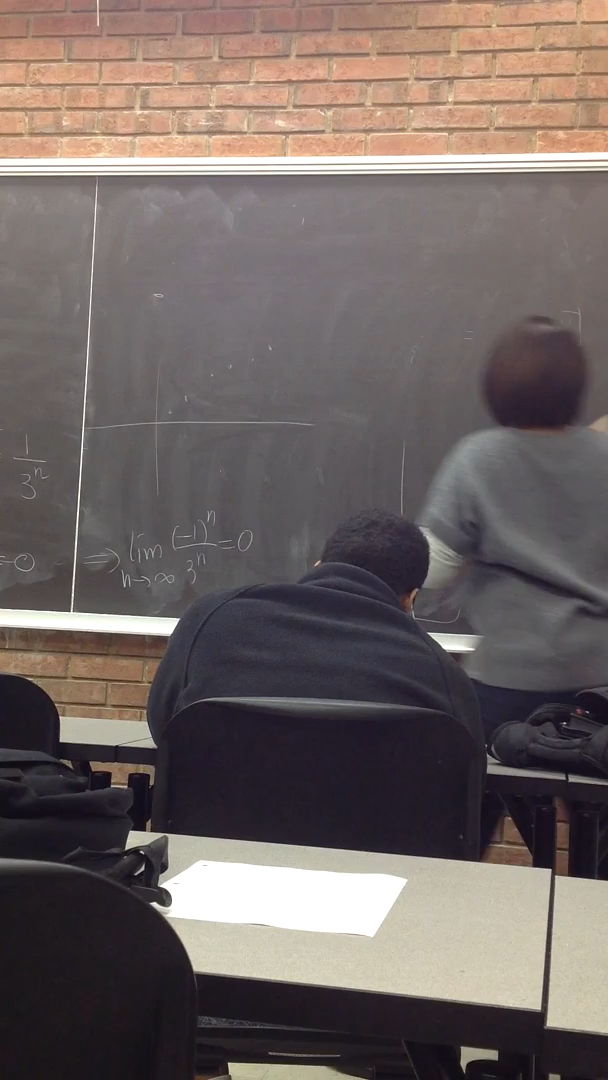 1
3ⁿ
=0
⇒ lim (-1)ⁿ =0
n→∞ 3ⁿ